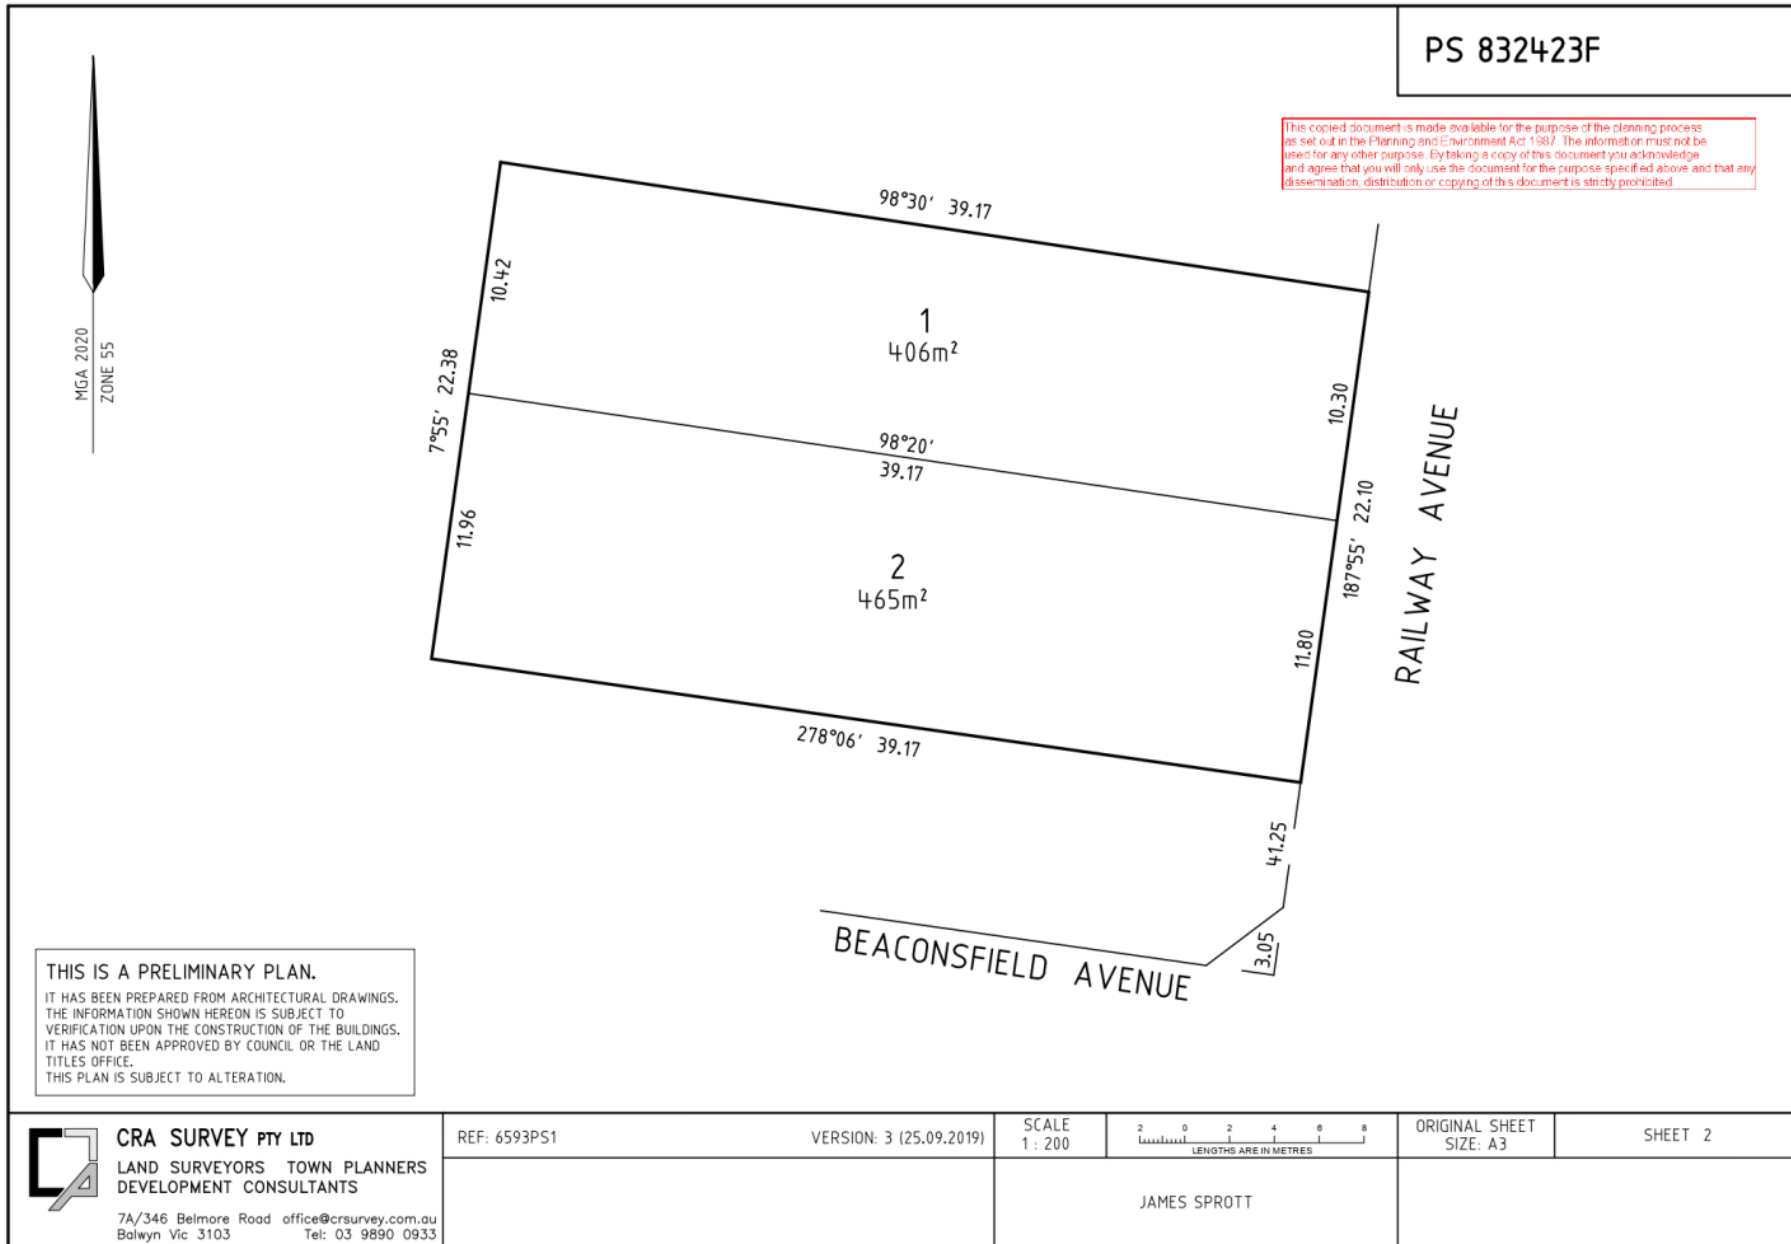 PS 832423F
This copied document is made available for the purpose of the planning process
as set out in the Planning and Environment Act 1987. The information must not be
used for any other purpose. By taking a copy of this document you acknowledge
and agree that you will only use the document for the purpose specified above and that any
dissemination, distribution or copying of this document is strictly prohibited
MGA 2020
ZONE 55
98°30' 39.17
10.42
1
406m²
10.30
7°55' 22.38
98°20'
39.17
187°55' 22.10
RAILWAY AVENUE
11.96
2
465m²
11.80
278°06' 39.17
41.25
3.05
BEACONSFIELD AVENUE
THIS IS A PRELIMINARY PLAN.
IT HAS BEEN PREPARED FROM ARCHITECTURAL DRAWINGS.
THE INFORMATION SHOWN HEREON IS SUBJECT TO
VERIFICATION UPON THE CONSTRUCTION OF THE BUILDINGS.
IT HAS NOT BEEN APPROVED BY COUNCIL OR THE LAND
TITLES OFFICE.
THIS PLAN IS SUBJECT TO ALTERATION.
CRA SURVEY PTY LTD
LAND SURVEYORS TOWN PLANNERS
DEVELOPMENT CONSULTANTS
7A/346 Belmore Road office@crsurvey.com.au
Balwyn Vic 3103 Tel: 03 9890 0933
REF: 6593PS1
VERSION: 3 (25.09.2019)
SCALE
1 : 200
2 0 2 4 6 8
LENGTHS ARE IN METRES
ORIGINAL SHEET
SIZE: A3
SHEET 2
JAMES SPROTT